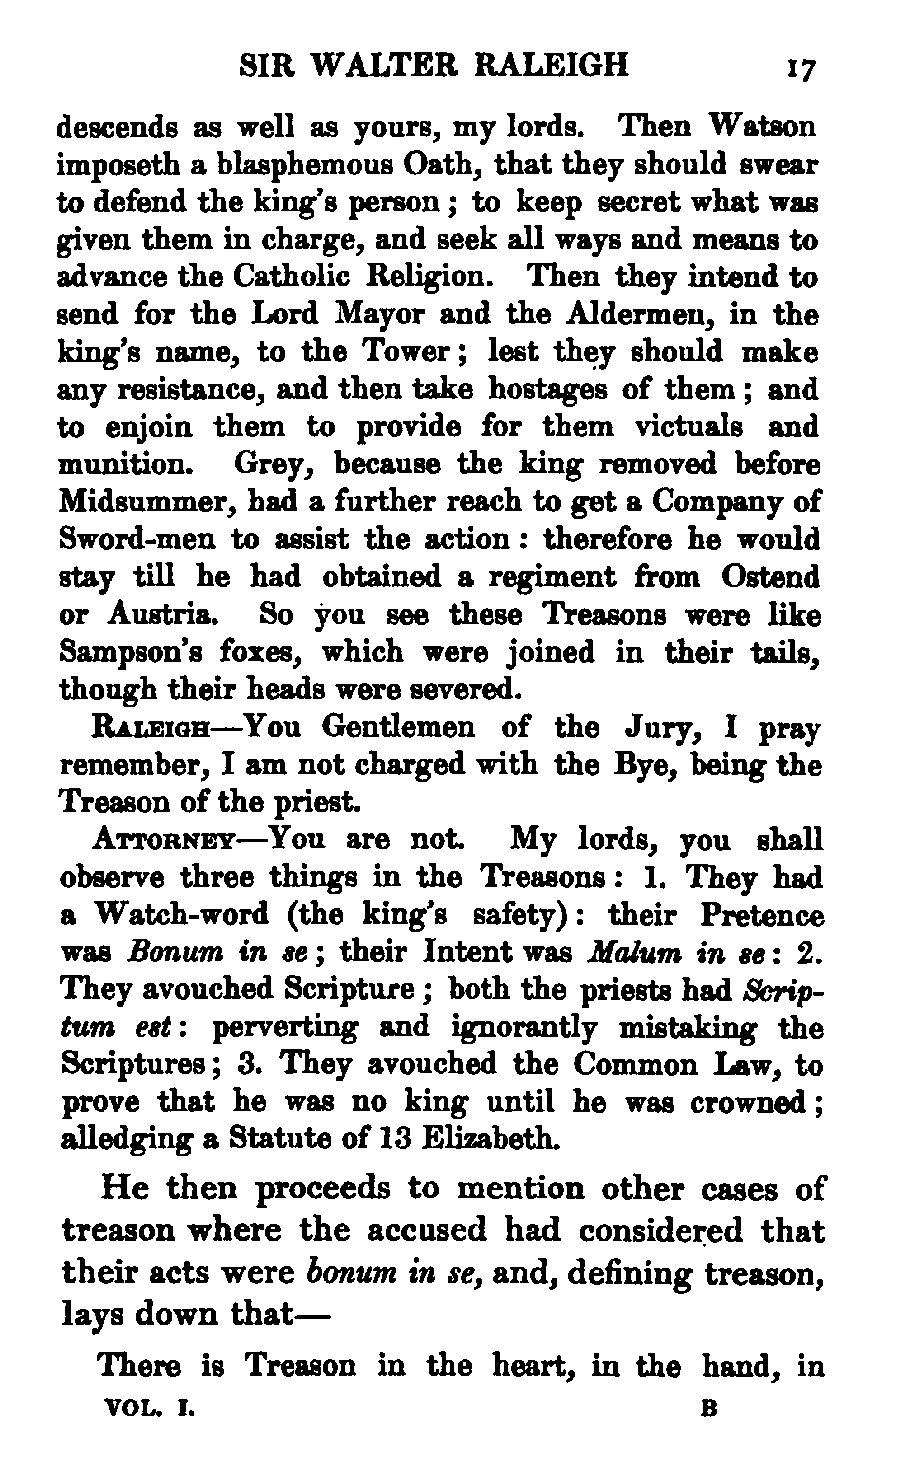 SIR WALTER RALEIGH 17
descends as well as yours, my lords. Then Watson
imposeth a blasphemous Oath, that they should swear
to defend the king's person; to keep secret what was
given them in charge, and seek all ways and means to
advance the Catholic Religion. Then they intend to
send for the Lord Mayor and the Aldermen, in the
king's name, to the Tower; lest they should make
any resistance, and then take hostages of them; and
to enjoin them to provide for them victuals and
munition. Grey, because the king removed before
Midsummer, had a further reach to get a Company of
Sword-men to assist the action: therefore he would
stay till he had obtained a regiment from Ostend
or Austria. So you see these Treasons were like
Sampson's foxes, which were joined in their tails,
though their heads were severed.
RALEIGH—You Gentlemen of the Jury, I pray
remember, I am not charged with the Bye, being the
Treason of the priest.
ATTORNEY—You are not. My lords, you shall
observe three things in the Treasons: 1. They had
a Watch-word (the king's safety): their Pretence
was Bonum in se; their Intent was Malum in se: 2.
They avouched Scripture; both the priests had Scrip-
tum est: perverting and ignorantly mistaking the
Scriptures; 3. They avouched the Common Law, to
prove that he was no king until he was crowned;
alledging a Statute of 13 Elizabeth.
He then proceeds to mention other cases of
treason where the accused had considered that
their acts were bonum in se, and, defining treason,
lays down that—
There is Treason in the heart, in the hand, in
VOL. I. B